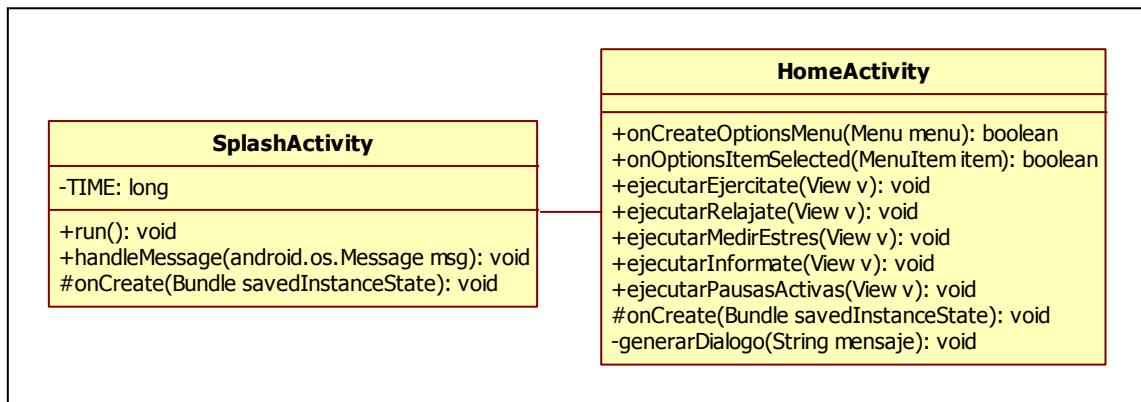 SplashActivity
-TIME: long
+run(): void
+handleMessage(android.os.Message msg): void
#onCreate(Bundle savedInstanceState): void
HomeActivity
+onCreateOptionsMenu(Menu menu): boolean
+onOptionsItemSelected(MenuItem item): boolean
+ejecutarEjercitate(View v): void
+ejecutarRelajate(View v): void
+ejecutarMedirEstres(View v): void
+ejecutarInformate(View v): void
+ejecutarPausasActivas(View v): void
#onCreate(Bundle savedInstanceState): void
-generarDialogo(String mensaje): void